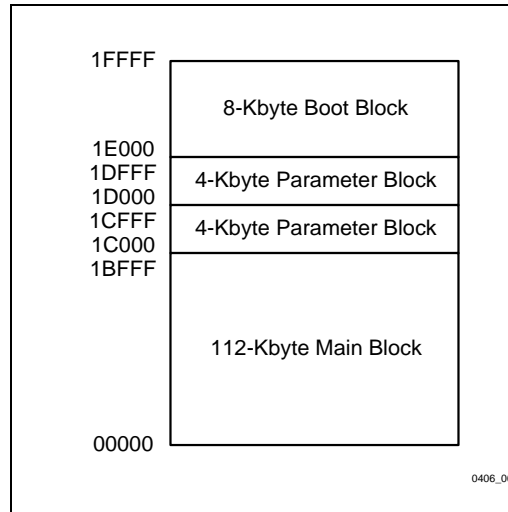 1FFFF
8-Kbyte Boot Block
1E000
1DFFF
4-Kbyte Parameter Block
1D000
1CFFF
4-Kbyte Parameter Block
1C000
1BFFF
112-Kbyte Main Block
00000